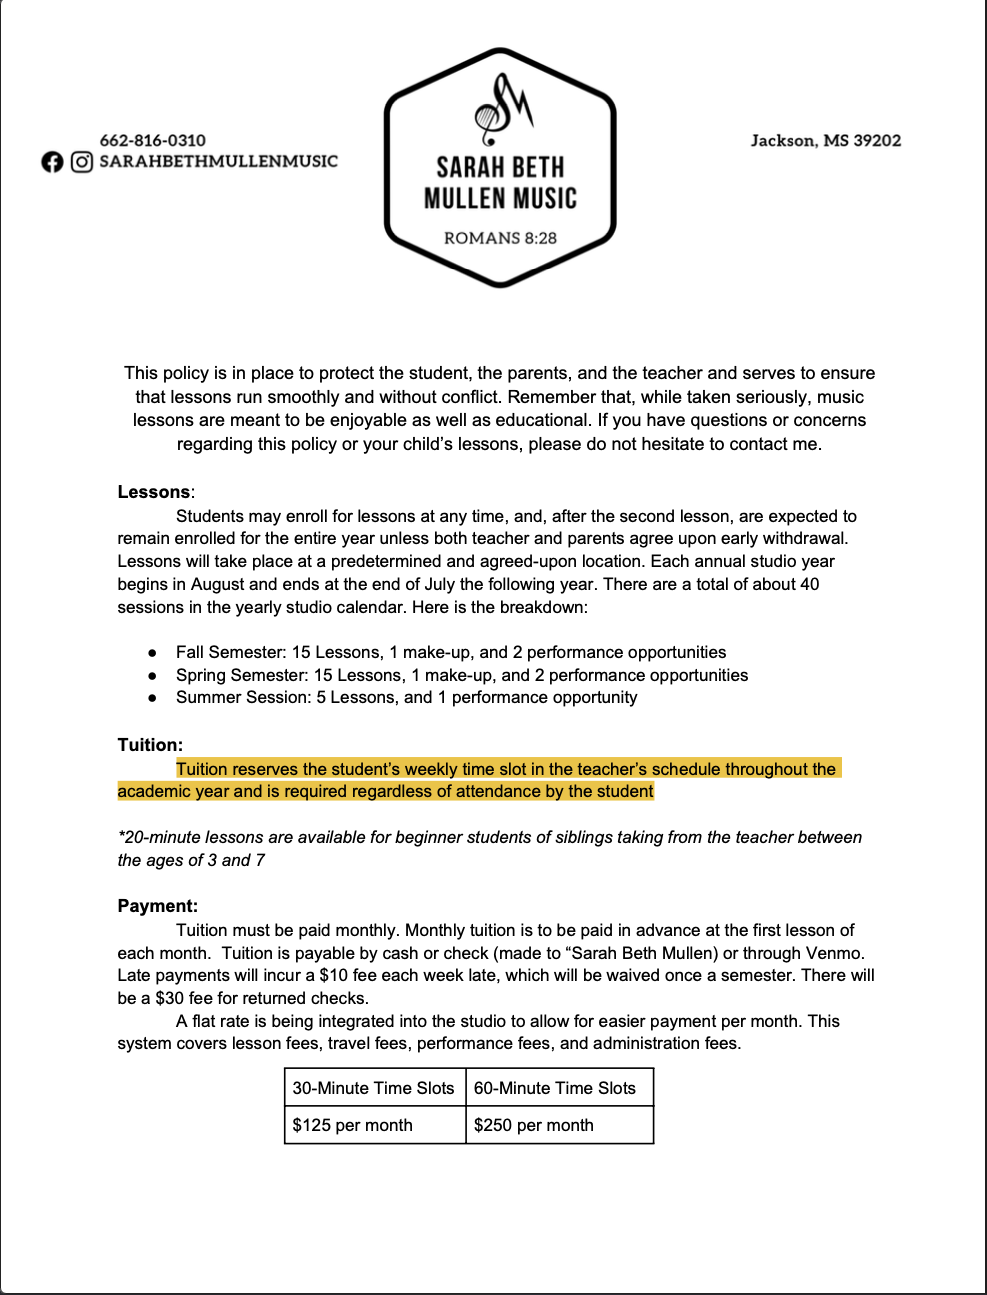 662-816-0310
SARAHBETHMULLENMUSIC
SM
SARAH BETH
MULLEN MUSIC
ROMANS 8:28
Jackson, MS 39202
This policy is in place to protect the student, the parents, and the teacher and serves to ensure
that lessons run smoothly and without conflict. Remember that, while taken seriously, music
lessons are meant to be enjoyable as well as educational. If you have questions or concerns
regarding this policy or your child’s lessons, please do not hesitate to contact me.
Lessons:
Students may enroll for lessons at any time, and, after the second lesson, are expected to
remain enrolled for the entire year unless both teacher and parents agree upon early withdrawal.
Lessons will take place at a predetermined and agreed-upon location. Each annual studio year
begins in August and ends at the end of July the following year. There are a total of about 40
sessions in the yearly studio calendar. Here is the breakdown:
● Fall Semester: 15 Lessons, 1 make-up, and 2 performance opportunities
● Spring Semester: 15 Lessons, 1 make-up, and 2 performance opportunities
● Summer Session: 5 Lessons, and 1 performance opportunity
Tuition:
Tuition reserves the student’s weekly time slot in the teacher’s schedule throughout the
academic year and is required regardless of attendance by the student
*20-minute lessons are available for beginner students of siblings taking from the teacher between
the ages of 3 and 7
Payment:
Tuition must be paid monthly. Monthly tuition is to be paid in advance at the first lesson of
each month.  Tuition is payable by cash or check (made to “Sarah Beth Mullen) or through Venmo.
Late payments will incur a $10 fee each week late, which will be waived once a semester. There will
be a $30 fee for returned checks.
A flat rate is being integrated into the studio to allow for easier payment per month. This
system covers lesson fees, travel fees, performance fees, and administration fees.
30-Minute Time Slots 60-Minute Time Slots
$125 per month $250 per month